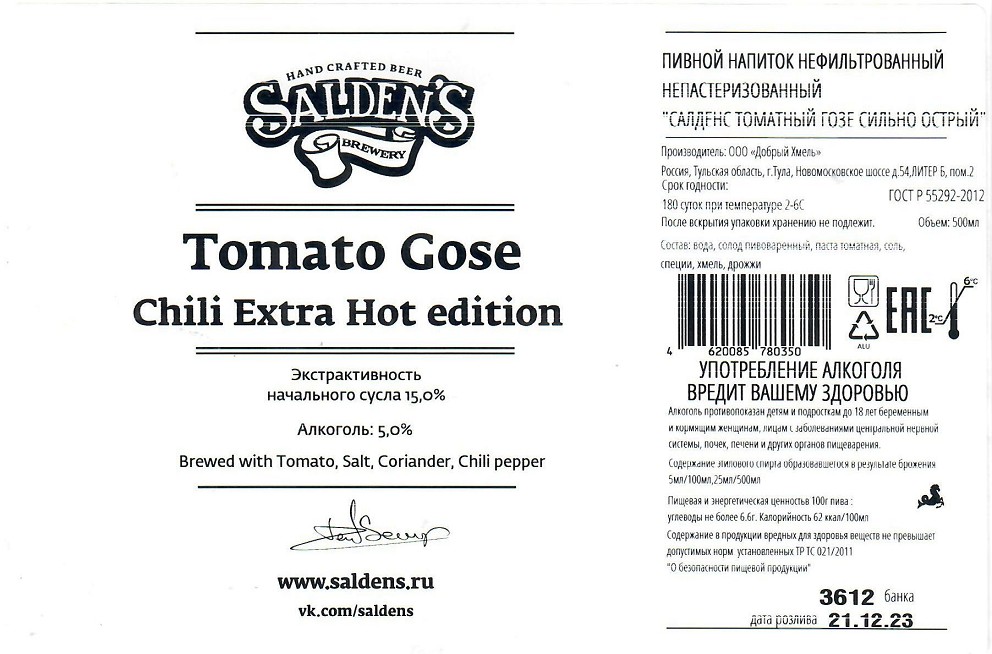 HAND CRAFTED BEER
SALDEN'S
BREWERY
Tomato Gose
Chili Extra Hot edition
Экстрактивность
начального сусла 15,0%
Алкоголь: 5,0%
Brewed with Tomato, Salt, Coriander, Chili pepper
www.saldens.ru
vk.com/saldens
ПИВНОЙ НАПИТОК НЕФИЛЬТРОВАННЫЙ
НЕПАСТЕРИЗОВАННЫЙ
"САЛДЕНС ТОМАТНЫЙ ГОЗЕ СИЛЬНО ОСТРЫЙ"
Производитель: ООО «Добрый Хмель»
Россия, Тульская область, г.Тула, Новомосковское шоссе д.54,ЛИТЕР Б, пом.2
Срок годности:
ГОСТ Р 55292-2012
180 суток при температуре 2-6С
После вскрытия упаковки хранению не подлежит. Объем: 500мл
Состав: вода, солод пивоваренный, паста томатная, соль,
специи, хмель, дрожжи
4 620085 780350
ALU
EAC
6°C
2°C
УПОТРЕБЛЕНИЕ АЛКОГОЛЯ
ВРЕДИТ ВАШЕМУ ЗДОРОВЬЮ
Алкоголь противопоказан детям и подросткам до 18 лет беременным
и кормящим женщинам, лицам с заболеваниями центральной нервной
системы, почек, печени и других органов пищеварения.
Содержание этилового спирта образовавшегося в результате брожения
5мл/100мл,25мл/500мл
Пищевая и энергетическая ценностьв 100г пива :
углеводы не более 6.6г. Калорийность 62 ккал/100мл
Содержание в продукции вредных для здоровья веществ не превышает
допустимых норм установленных ТР ТС 021/2011
"О безопасности пищевой продукции"
3612 банка
дата розлива 21.12.23